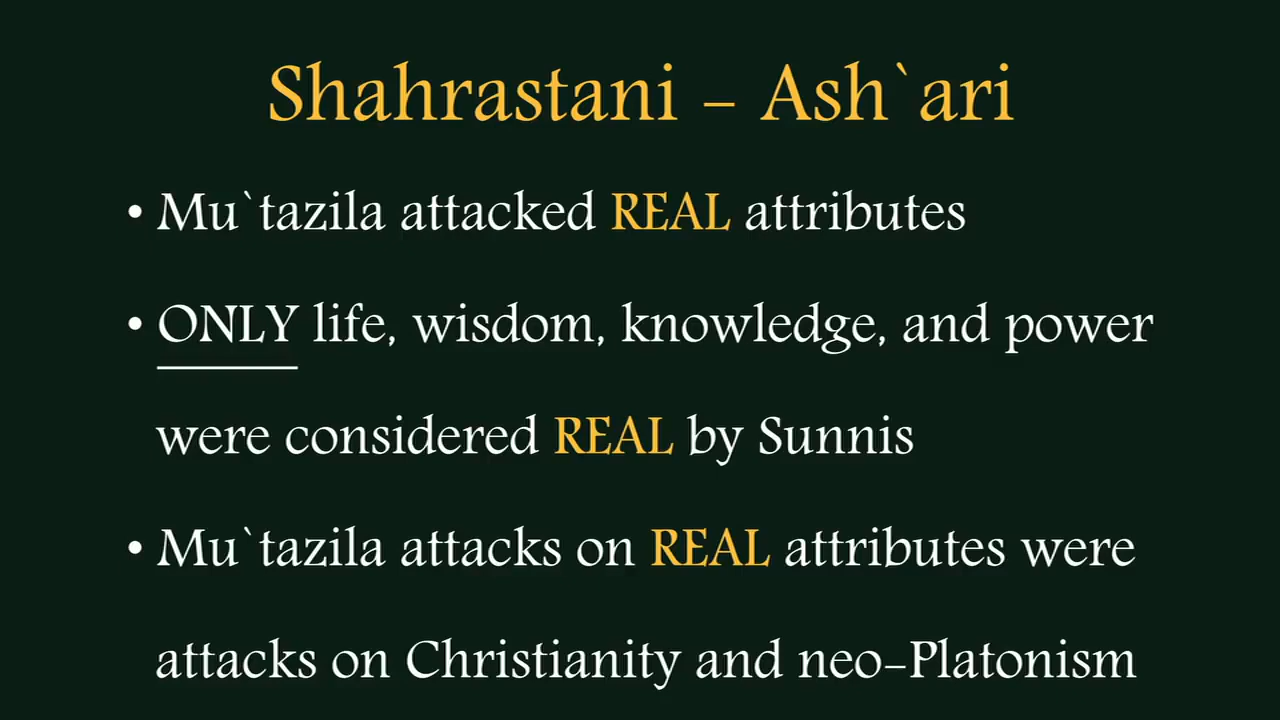 Shahrastani – Ash`ari
• Mu`tazila attacked REAL attributes
• ONLY life, wisdom, knowledge, and power
were considered REAL by Sunnis
• Mu`tazila attacks on REAL attributes were
attacks on Christianity and neo-Platonism